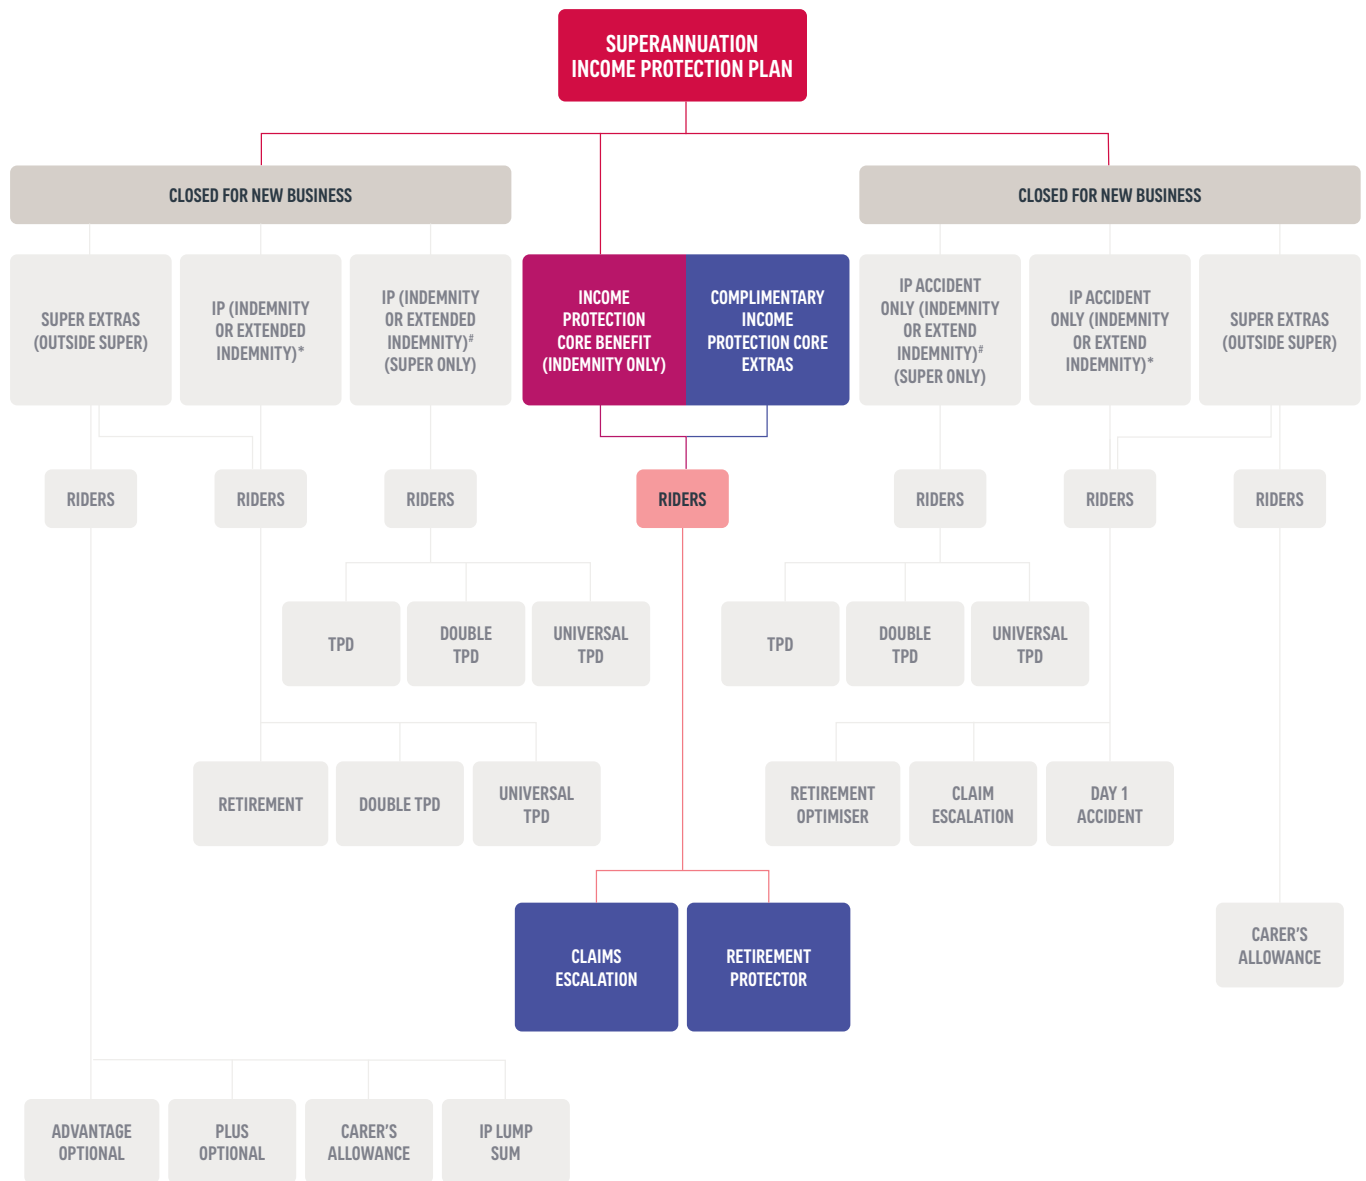 SUPERANNUATION
INCOME PROTECTION PLAN
CLOSED FOR NEW BUSINESS
CLOSED FOR NEW BUSINESS
SUPER EXTRAS
(OUTSIDE SUPER)
IP (INDEMNITY
OR EXTENDED
INDEMNITY)*
IP (INDEMNITY
OR EXTENDED
INDEMNITY)#
(SUPER ONLY)
INCOME
PROTECTION
CORE BENEFIT
(INDEMNITY ONLY)
COMPLIMENTARY
INCOME
PROTECTION CORE
EXTRAS
IP ACCIDENT
ONLY (INDEMNITY
OR EXTEND
INDEMNITY)#
(SUPER ONLY)
IP ACCIDENT
ONLY (INDEMNITY
OR EXTEND
INDEMNITY)*
SUPER EXTRAS
(OUTSIDE SUPER)
RIDERS
RIDERS
RIDERS
RIDERS
RIDERS
RIDERS
RIDERS
TPD
DOUBLE
TPD
UNIVERSAL
TPD
TPD
DOUBLE
TPD
UNIVERSAL
TPD
RETIREMENT
DOUBLE TPD
UNIVERSAL
TPD
RETIREMENT
OPTIMISER
CLAIM
ESCALATION
DAY 1
ACCIDENT
CLAIMS
ESCALATION
RETIREMENT
PROTECTOR
CARER'S
ALLOWANCE
ADVANTAGE
OPTIONAL
PLUS
OPTIONAL
CARER'S
ALLOWANCE
IP LUMP
SUM